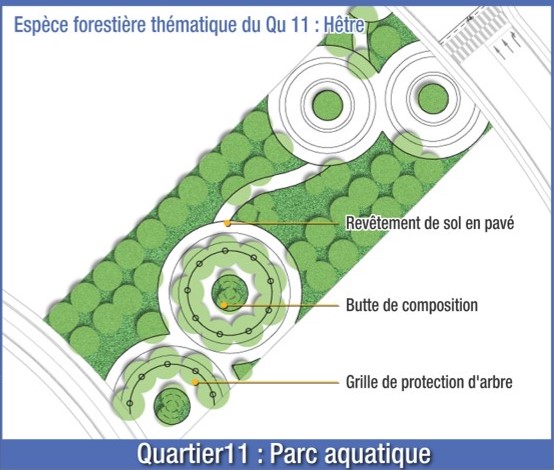 Espèce forestière thématique du Qu 11 : Hêtre
Revêtement de sol en pavé
Butte de composition
Grille de protection d'arbre
Quartier11 : Parc aquatique